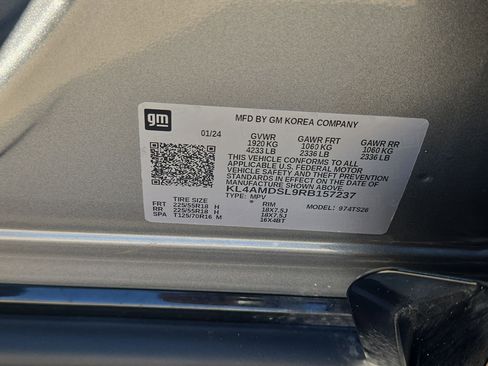 gm
MFD BY GM KOREA COMPANY
01/24 GVWR GAWR FRT GAWR RR
1920 KG 1060 KG 1060 KG
4233 LB 2336 LB 2336 LB
THIS VEHICLE CONFORMS TO ALL
APPLICABLE U.S. FEDERAL MOTOR
VEHICLE SAFETY AND THEFT PREVENTION
STANDARDS IN EFFECT ON THE DATE OF
MANUFACTURE SHOWN ABOVE.
KL4AMDSL9RB157237
TYPE: MPV MODEL: 974TS26
TIRE SIZE RIM
FRT 225/55R18 H 18X7.5J
RR 225/55R18 H 18X7.5J
SPA T125/70R16 M 16X4BT